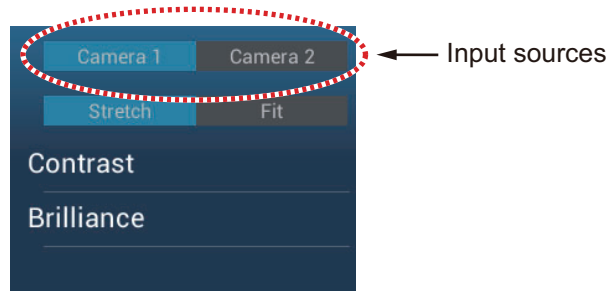 Camera 1 Camera 2 Input sources
Stretch Fit
Contrast
Brilliance